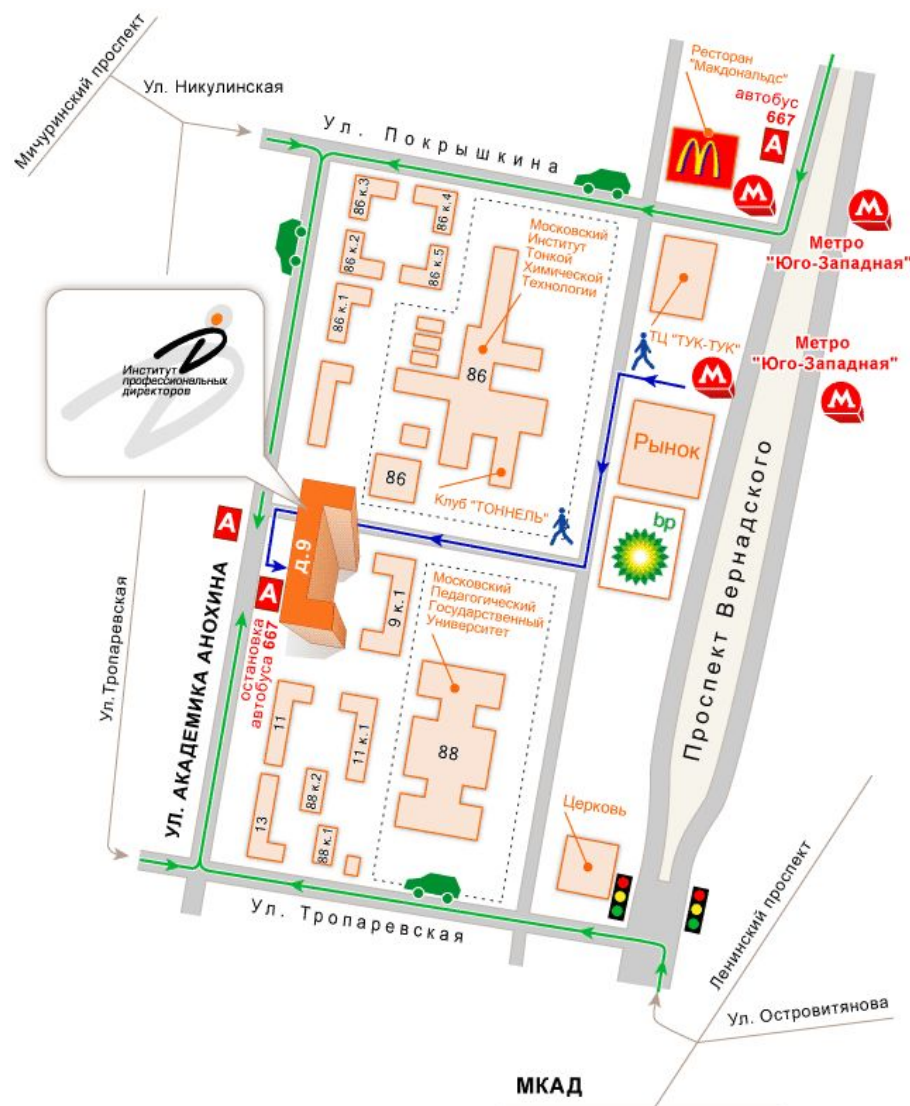 Мичуринский проспект
Ул. Никулинская
Ул. Покрышкина
Ресторан
"Макдональдс"
автобус
667
А
Метро
"Юго-Западная"
Метро
"Юго-Западная"
86 к.3
86 к.4
86 к.2
86 к.5
86 к.1
Московский
Институт
Тонкой
Химической
Технологии
ТЦ "ТУК-ТУК"
86
Институт
профессиональных
директоров
Рынок
86
Клуб "ТОННЕЛЬ"
bp
Проспект Вернадского
А
д.9
А
остановка
автобуса 667
9 к.1
Московский
Педагогический
Государственный
Университет
Ул.Тропаревская
УЛ. АКАДЕМИКА АНОХИНА
11
11 к.1
88
88 к.2
13
88 к.1
Церковь
Ул. Тропаревская
Ленинский проспект
Ул. Островитянова
МКАД